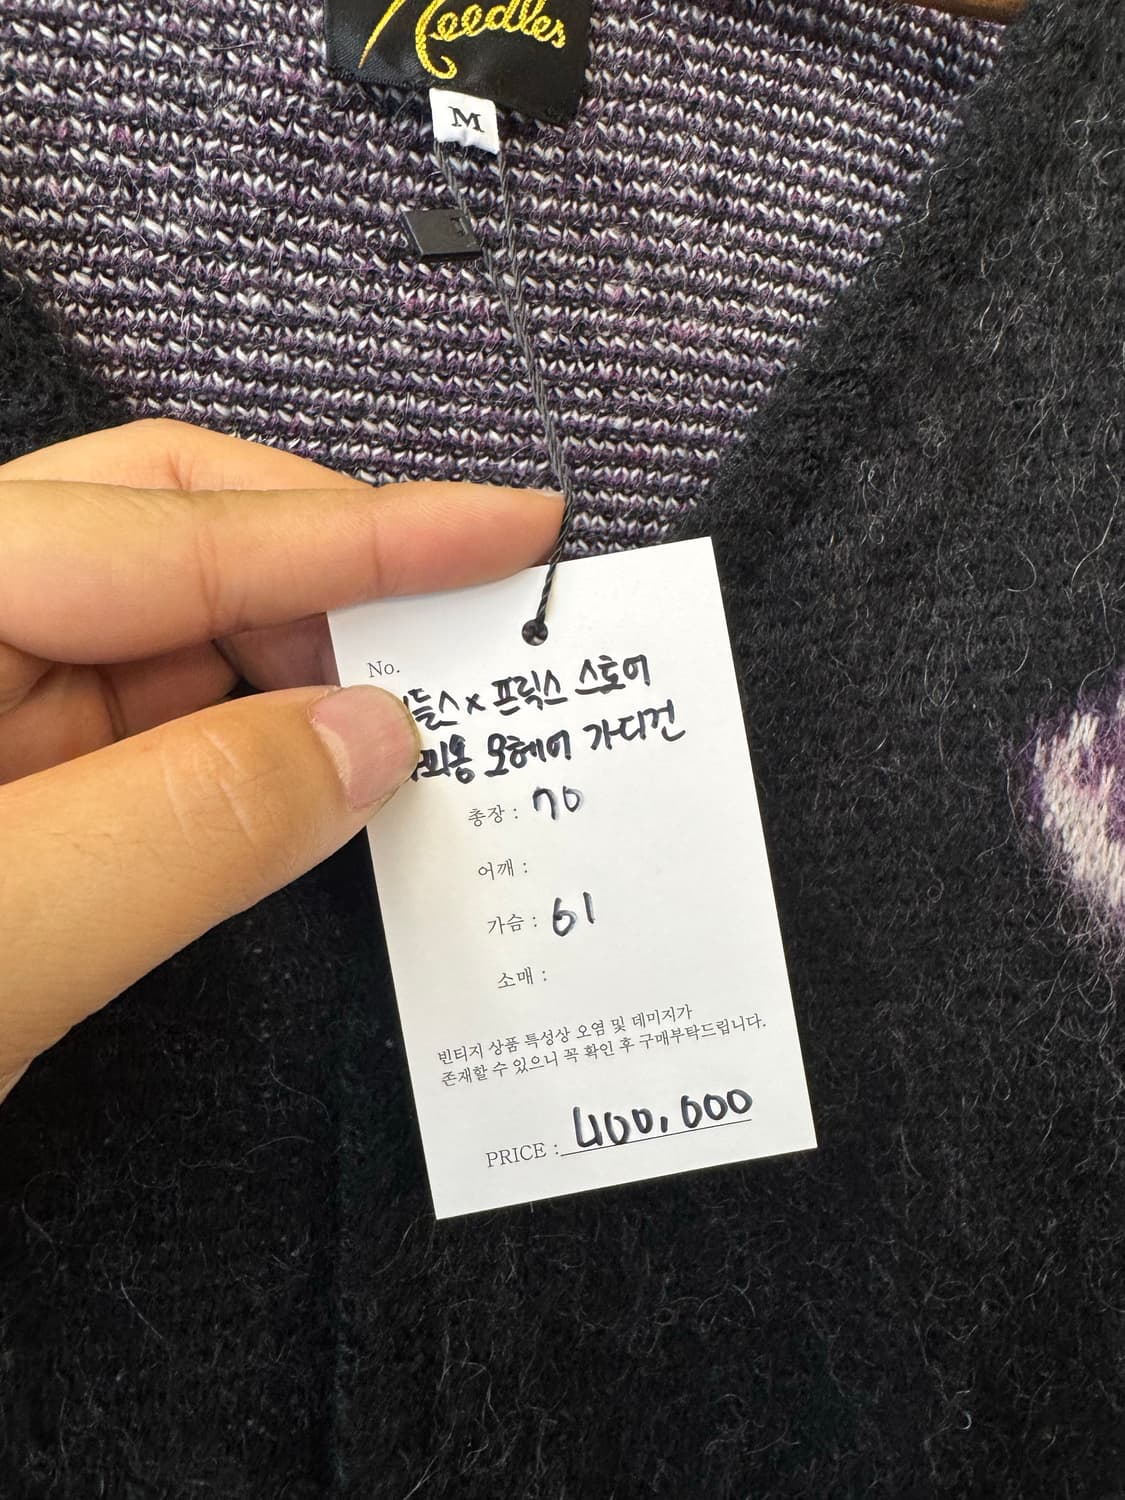 Needles
M
No.
들스 x 프릭스 스토어
꾀용 모헤어 가디건
총장 : 70
어깨 :
가슴 : 61
소매 :
빈티지 상품 특성상 오염 및 데미지가
존재할 수 있으니 꼭 확인 후 구매부탁드립니다.
PRICE : 400,000